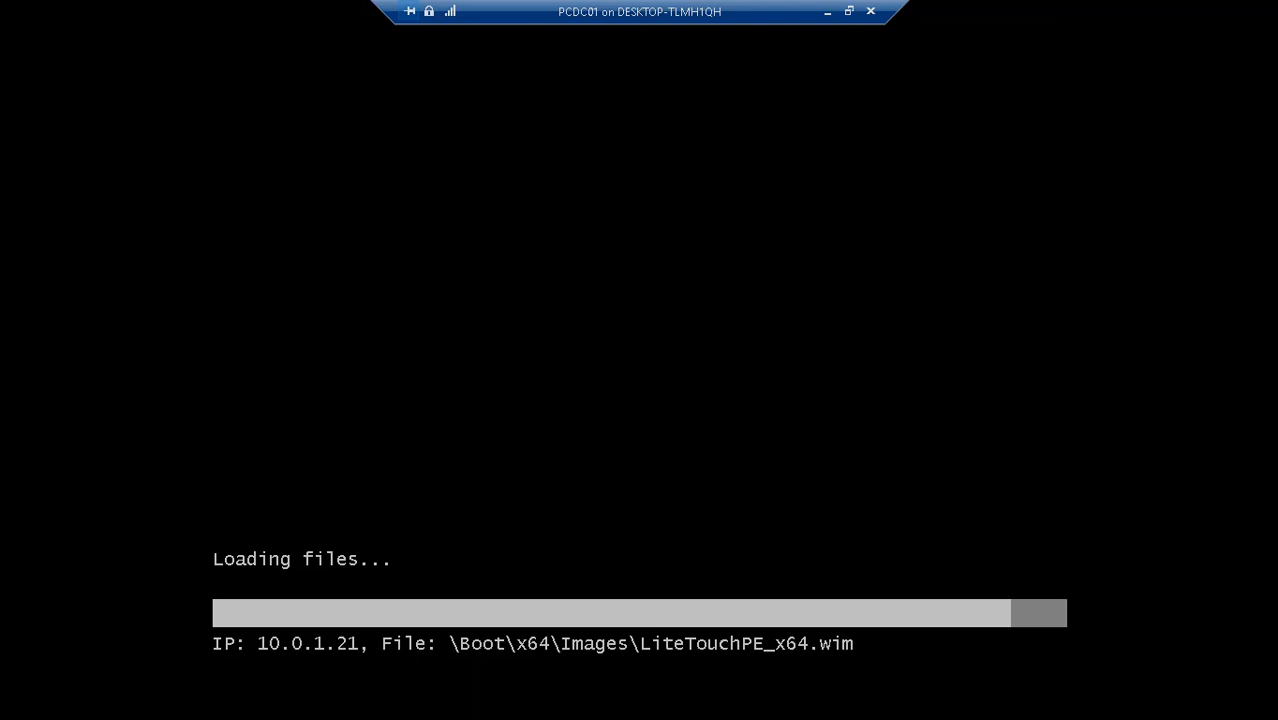 PCDC01 on DESKTOP-TLMH1QH
Loading files...
IP: 10.0.1.21, File: \Boot\x64\Images\LiteTouchPE_x64.wim